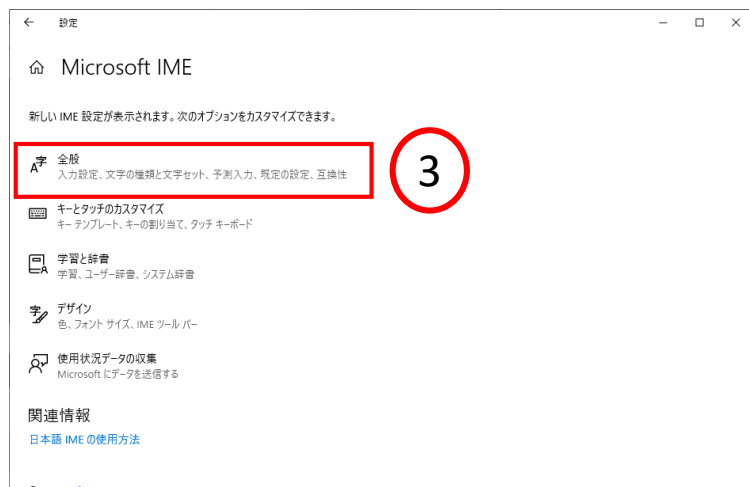 設定
Microsoft IME
新しい IME 設定が表示されます。次のオプションをカスタマイズできます。
全般
入力設定、文字の種類と文字セット、予測入力、既定の設定、互換性
3
キーとタッチのカスタマイズ
キー テンプレート、キーの割り当て、タッチ キーボード
学習と辞書
学習、ユーザー辞書、システム辞書
デザイン
色、フォント サイズ、IME ツール バー
使用状況データの収集
Microsoft にデータを送信する
関連情報
日本語 IME の使用方法